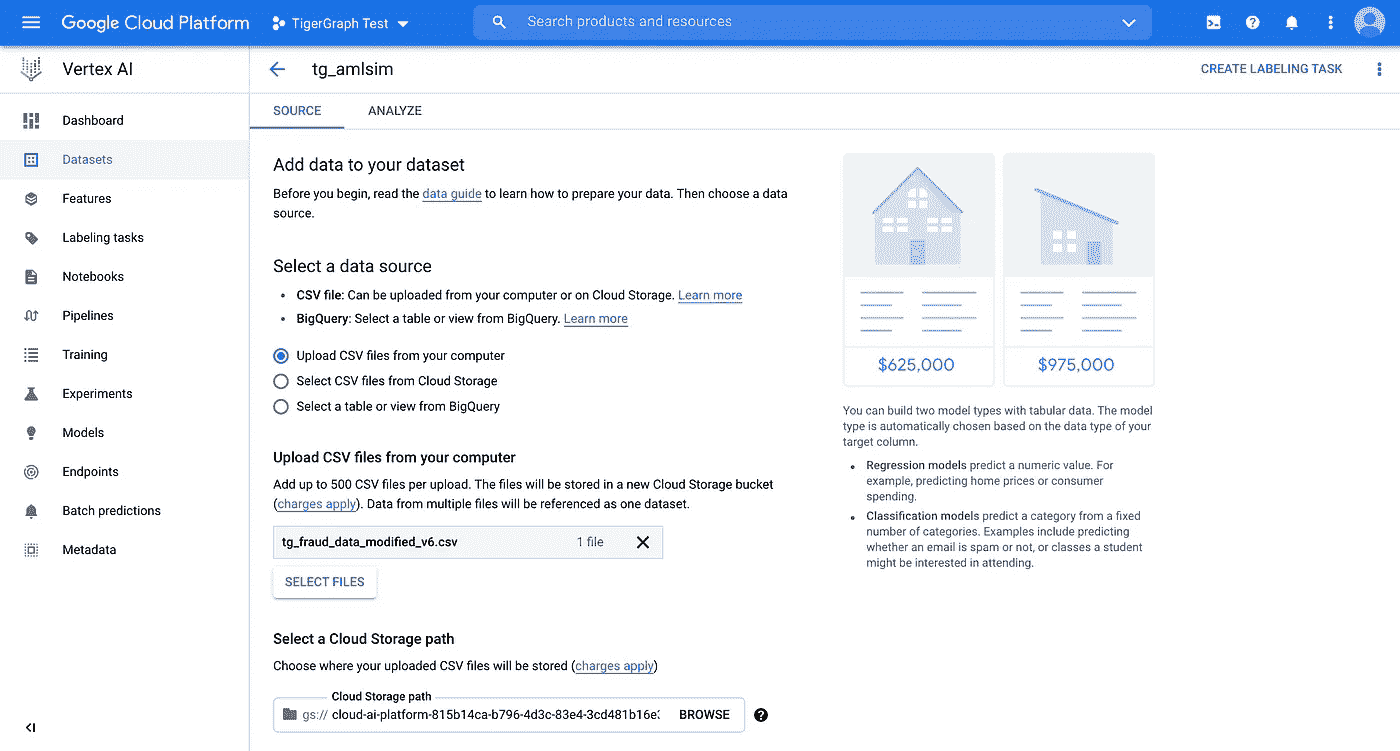 Google Cloud Platform
TigerGraph Test
Search products and resources
Vertex AI
tg_amlsim
CREATE LABELING TASK
SOURCE
ANALYZE
Dashboard
Datasets
Features
Labeling tasks
Notebooks
Pipelines
Training
Experiments
Models
Endpoints
Batch predictions
Metadata
Add data to your dataset
Before you begin, read the data guide to learn how to prepare your data. Then choose a data
source.
Select a data source
• CSV file: Can be uploaded from your computer or on Cloud Storage. Learn more
• BigQuery: Select a table or view from BigQuery. Learn more
Upload CSV files from your computer
Select CSV files from Cloud Storage
Select a table or view from BigQuery
Upload CSV files from your computer
Add up to 500 CSV files per upload. The files will be stored in a new Cloud Storage bucket
(charges apply). Data from multiple files will be referenced as one dataset.
tg_fraud_data_modified_v6.csv 1 file
SELECT FILES
Select a Cloud Storage path
Choose where your uploaded CSV files will be stored (charges apply)
Cloud Storage path
gs:// cloud-ai-platform-815b14ca-b796-4d3c-83e4-3cd481b16e3 BROWSE
$625,000
$975,000
You can build two model types with tabular data. The model
type is automatically chosen based on the data type of your
target column.
• Regression models predict a numeric value. For
example, predicting home prices or consumer
spending.
• Classification models predict a category from a fixed
number of categories. Examples include predicting
whether an email is spam or not, or classes a student
might be interested in attending.